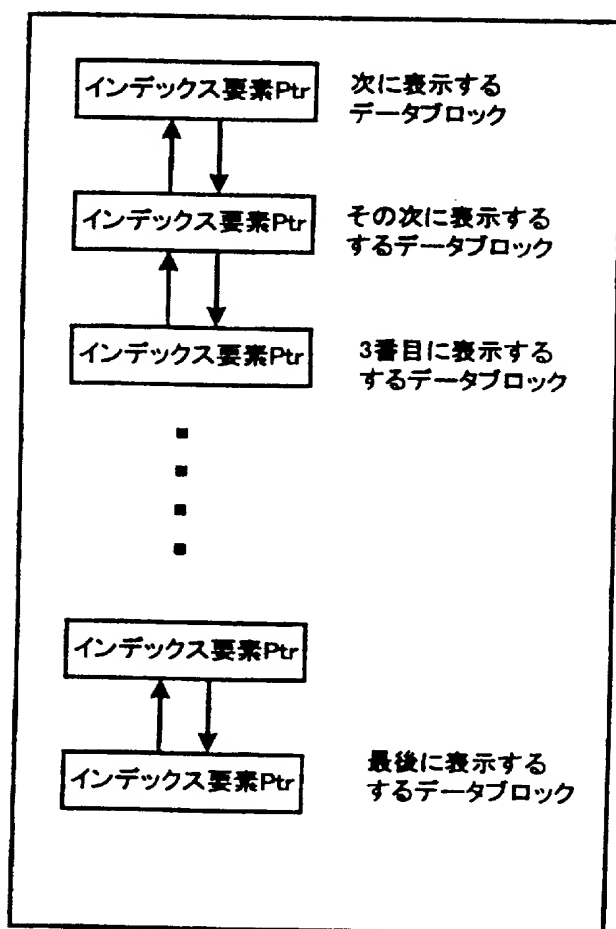 インデックス要素Ptr
次に表示する
データブロック
インデックス要素Ptr
その次に表示する
するデータブロック
インデックス要素Ptr
3番目に表示する
するデータブロック
インデックス要素Ptr
インデックス要素Ptr
最後に表示する
するデータブロック